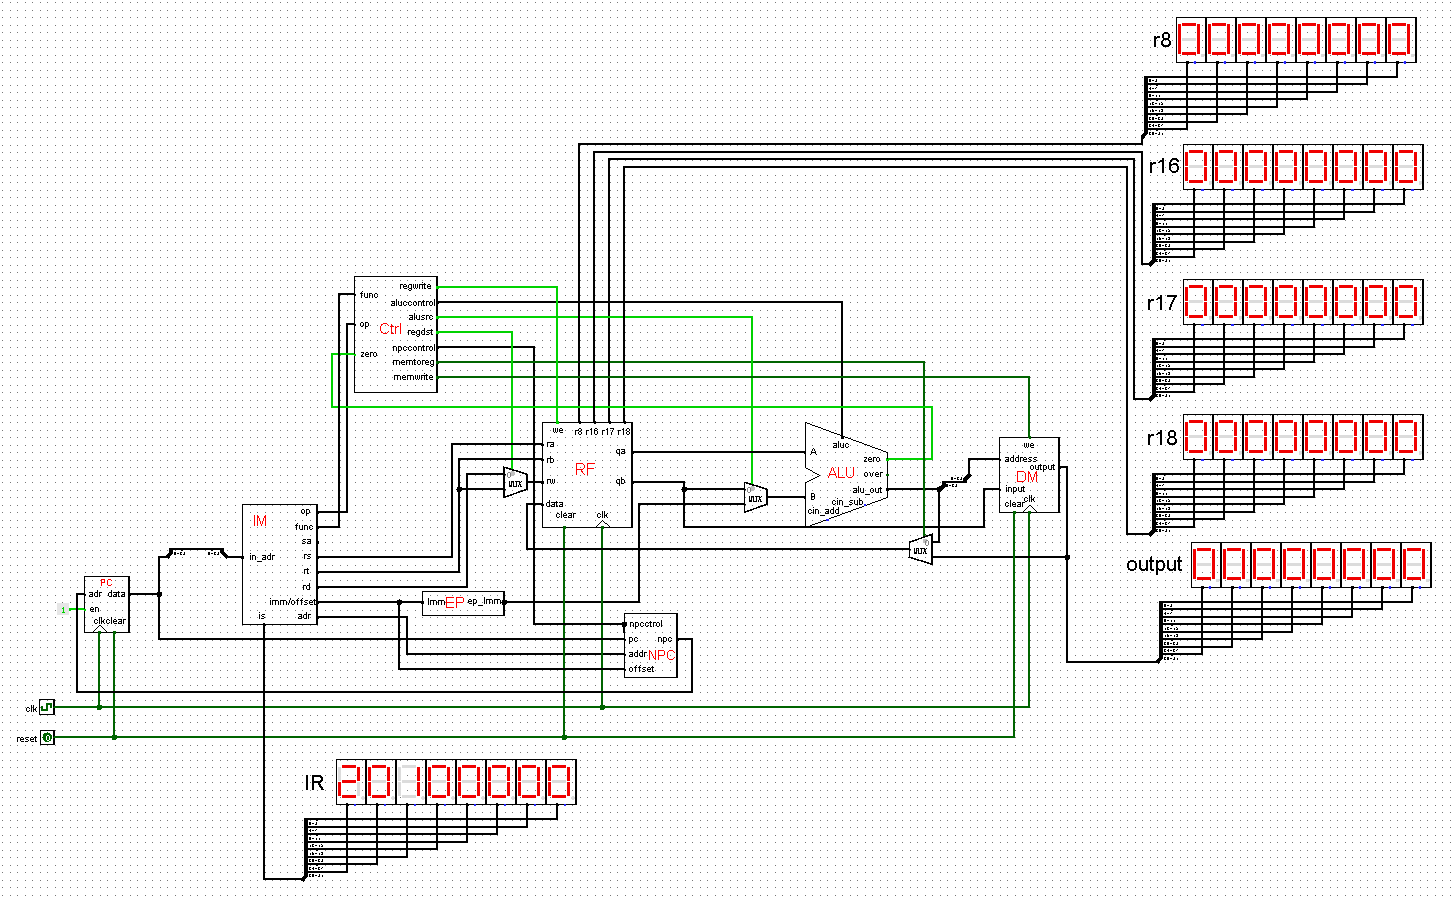 r8
00000000
r16
00000000
r17
00000000
r18
00000000
output
00000000
func
op
zero
Ctrl
regwrite
aluccontrol
alusrc
regdst
npccontrol
memtoreg
memwrite
we
r8
r16
r17
r18
ra
rb
rw
data
clear
clk
qa
qb
RF
MUX
0
MUX
0
MUX
0
A
B
aluc
ALU
zero
over
alu_out
cin_sub
cin_add
we
address
output
DM
input
clk
clear
IM
op
func
sa
in_adr
rs
rt
rd
imm/offset
adr
is
PC
adr
data
en
clk
clear
1
Imm
EP
ep_Imm
npcctrol
pc
npc
addr
NPC
offset
clk
reset
0
IR
20100000